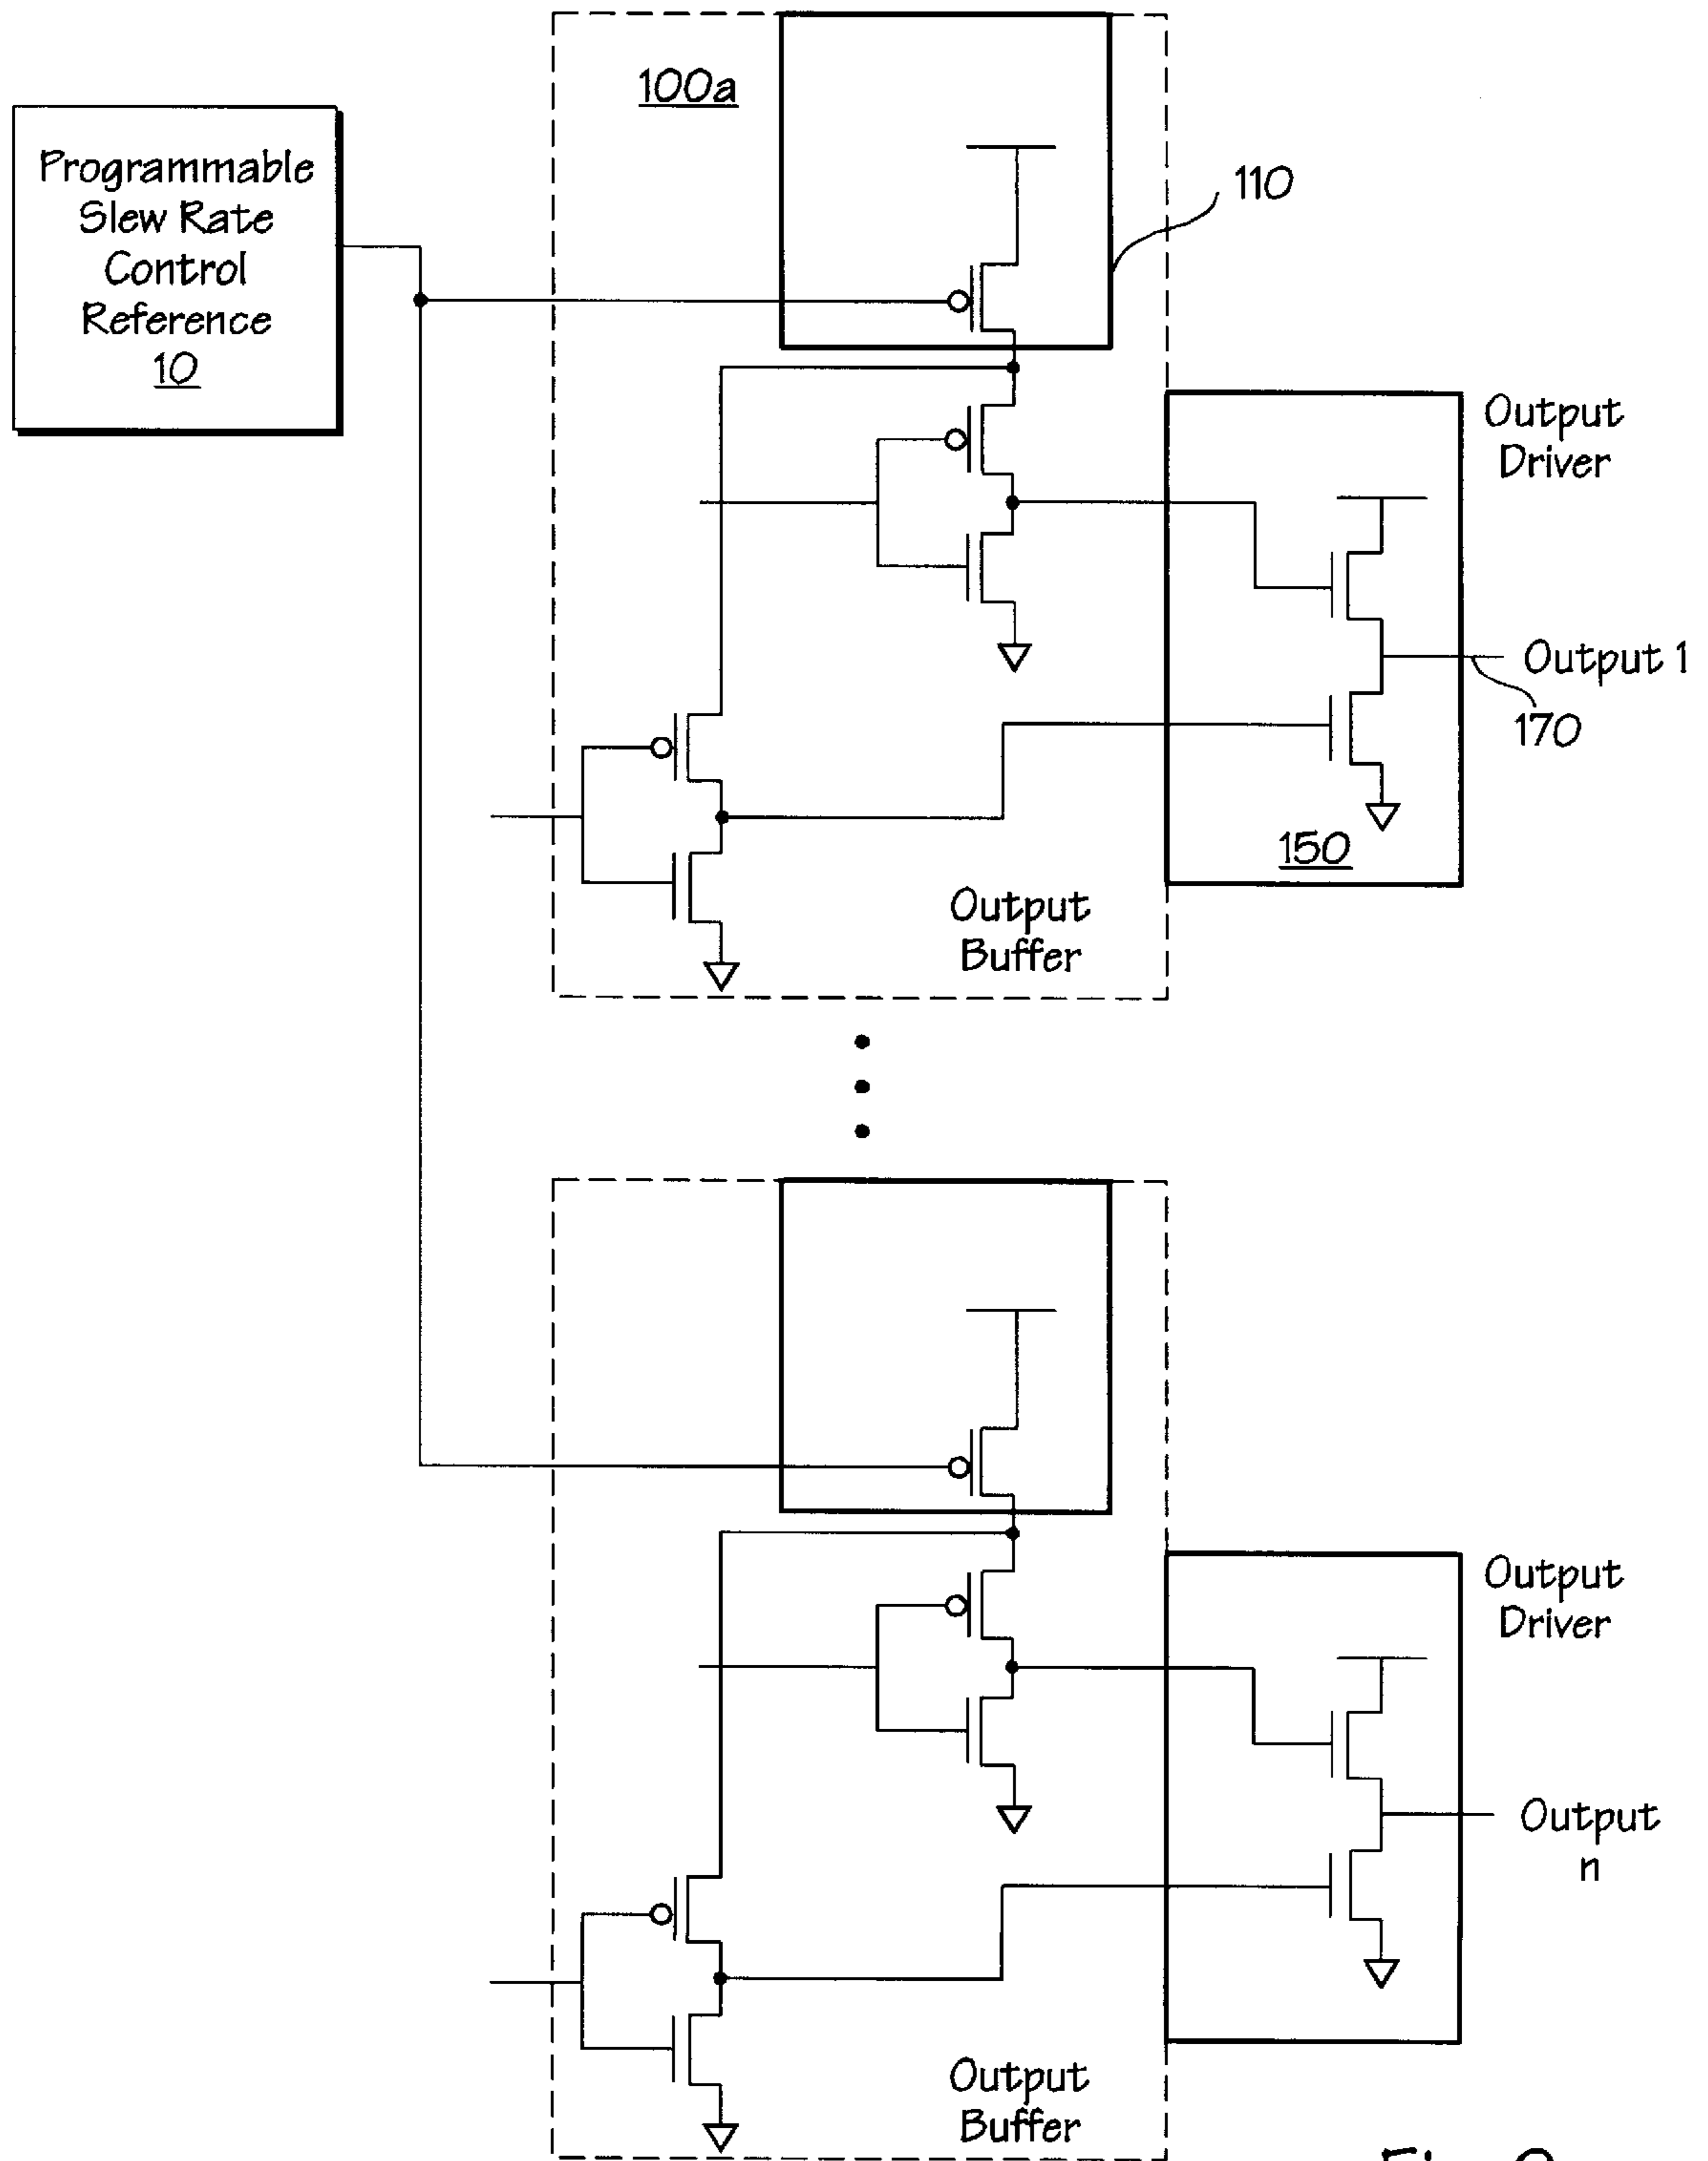 100a
Programmable
Slew Rate
Control
Reference
10
110
Output
Driver
Output 1
170
150
Output
Buffer
Output
Driver
Output
n
Output
Buffer